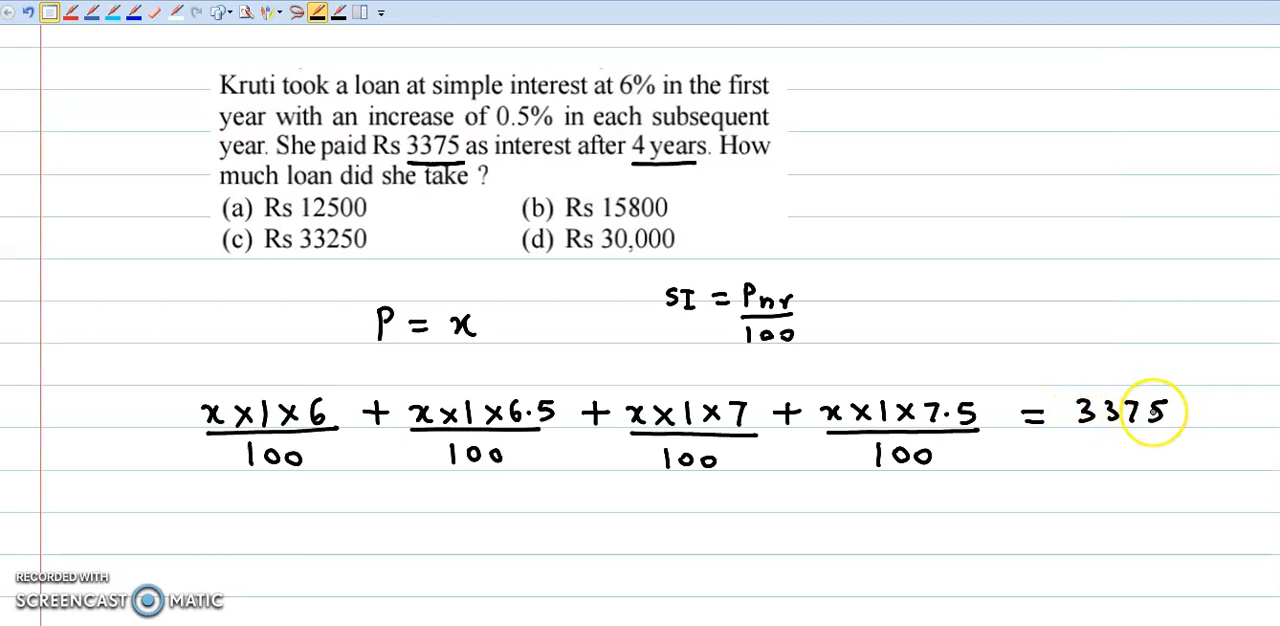 Kruti took a loan at simple interest at 6% in the first
year with an increase of 0.5% in each subsequent
year. She paid Rs 3375 as interest after 4 years. How
much loan did she take ?
(a) Rs 12500 (b) Rs 15800
(c) Rs 33250 (d) Rs 30,000
SI = Pnr/100
P = x
x×1×6/100 + x×1×6.5/100 + x×1×7/100 + x×1×7.5/100 = 3375
RECORDED WITH
SCREENCAST MATIC